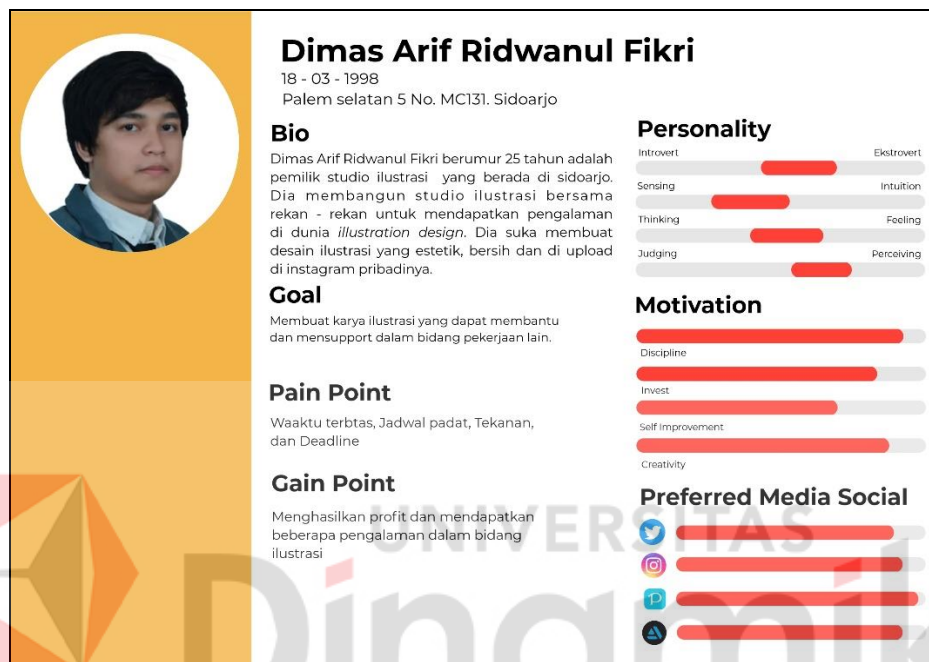 Dimas Arif Ridwanul Fikri
18 - 03 - 1998
Palem selatan 5 No. MC131. Sidoarjo
Bio
Dimas Arif Ridwanul Fikri berumur 25 tahun adalah
pemilik studio ilustrasi yang berada di sidoarjo.
Dia membangun studio ilustrasi bersama
rekan - rekan untuk mendapatkan pengalaman
di dunia illustration design. Dia suka membuat
desain ilustrasi yang estetik, bersih dan di upload
di instagram pribadinya.
Goal
Membuat karya ilustrasi yang dapat membantu
dan mensupport dalam bidang pekerjaan lain.
Pain Point
Waaktu terbtas, Jadwal padat, Tekanan,
dan Deadline
Gain Point
Menghasilkan profit dan mendapatkan
beberapa pengalaman dalam bidang
ilustrasi
Personality
Introvert Ekstrovert
Sensing Intuition
Thinking Feeling
Judging Perceiving
Motivation
Discipline
Invest
Self Improvement
Creativity
Preferred Media Social
UNIVERSITAS
Dinamik